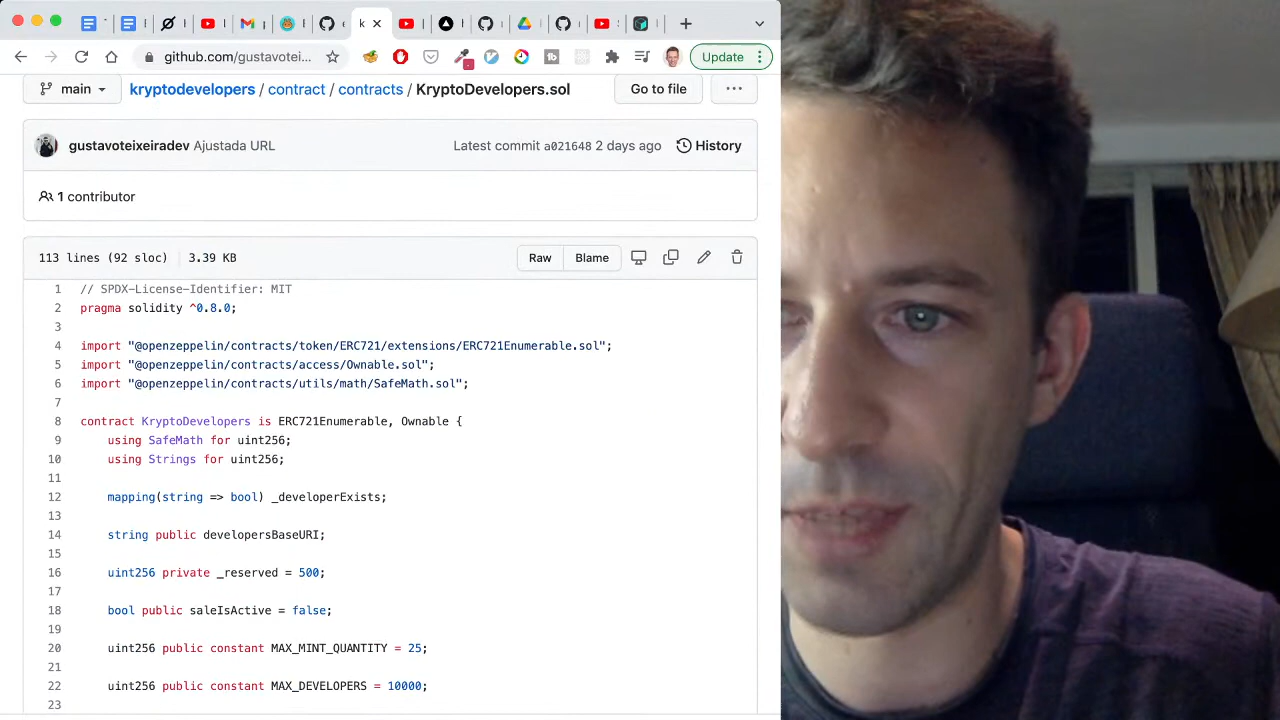 github.com/gustavotei...
Update
main
kryptodevelopers / contract / contracts / KryptoDevelopers.sol
Go to file
gustavoteixeiradev Ajustada URL
Latest commit a021648 2 days ago
History
1 contributor
113 lines (92 sloc)
3.39 KB
Raw
Blame
1 // SPDX-License-Identifier: MIT
2 pragma solidity ^0.8.0;
3
4 import "@openzeppelin/contracts/token/ERC721/extensions/ERC721Enumerable.sol";
5 import "@openzeppelin/contracts/access/Ownable.sol";
6 import "@openzeppelin/contracts/utils/math/SafeMath.sol";
7
8 contract KryptoDevelopers is ERC721Enumerable, Ownable {
9 using SafeMath for uint256;
10 using Strings for uint256;
11
12 mapping(string => bool) _developerExists;
13
14 string public developersBaseURI;
15
16 uint256 private _reserved = 500;
17
18 bool public saleIsActive = false;
19
20 uint256 public constant MAX_MINT_QUANTITY = 25;
21
22 uint256 public constant MAX_DEVELOPERS = 10000;
23